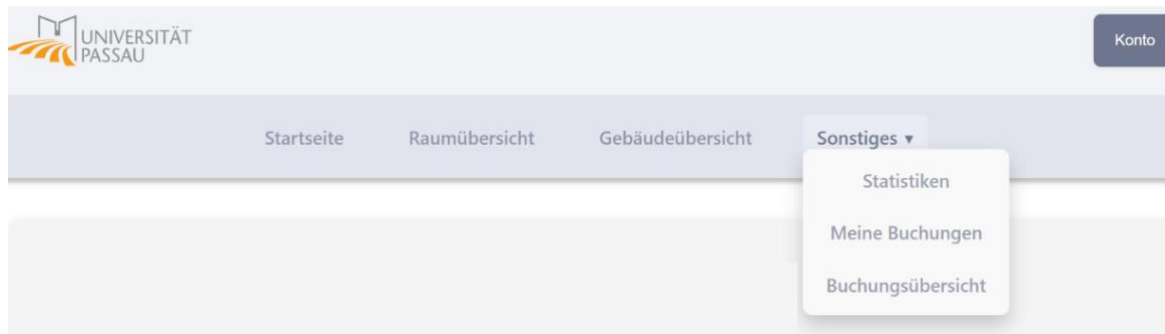 UNIVERSITÄT
PASSAU
Konto
Startseite Raumübersicht Gebäudeübersicht Sonstiges ▾
Statistiken
Meine Buchungen
Buchungsübersicht